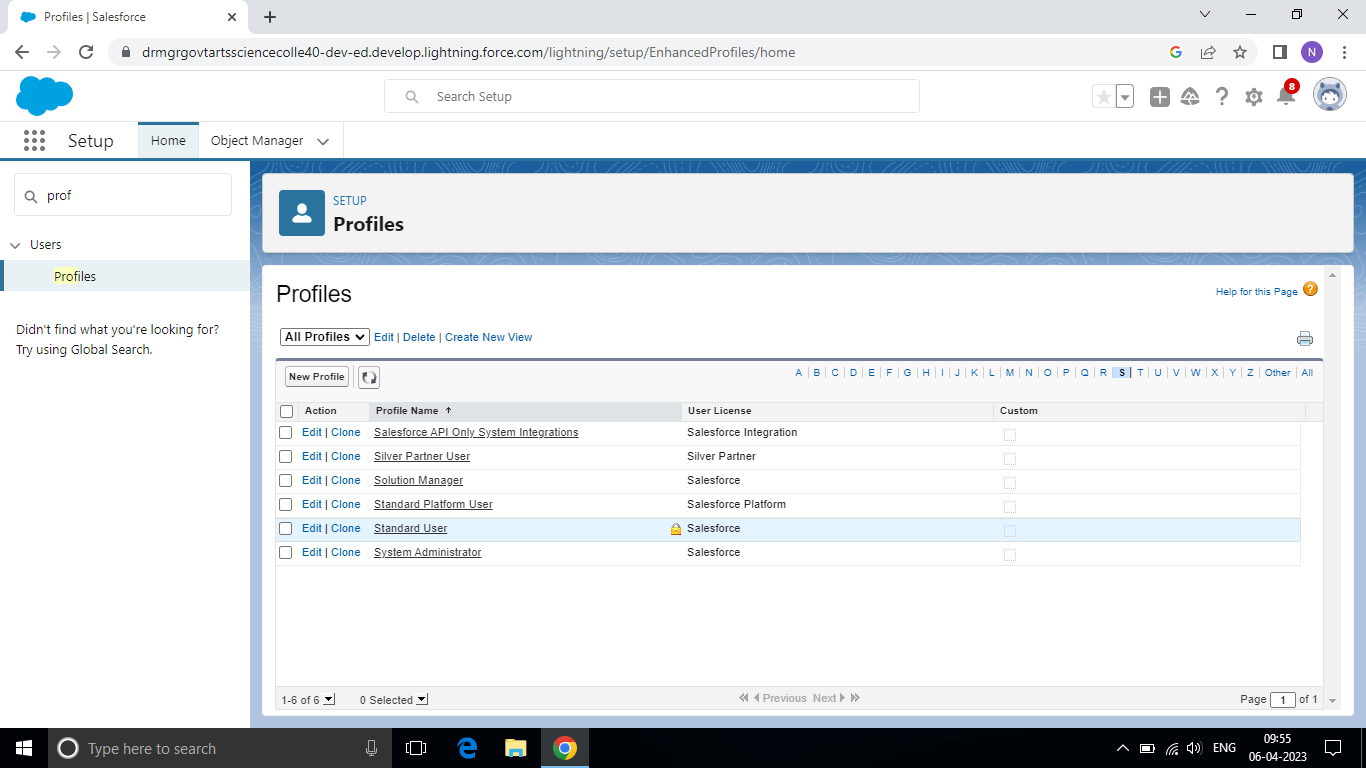 Profiles | Salesforce
drmgrgovtartssciencecolle40-dev-ed.develop.lightning.force.com/lightning/setup/EnhancedProfiles/home
N
Search Setup
8
Setup
Home
Object Manager
prof
Users
Profiles
Didn't find what you're looking for?
Try using Global Search.
SETUP
Profiles
Profiles
Help for this Page ?
All Profiles Edit | Delete | Create New View
New Profile
A | B | C | D | E | F | G | H | I | J | K | L | M | N | O | P | Q | R | S | T | U | V | W | X | Y | Z | Other | All
Action Profile Name ↑ User License Custom
Edit | Clone Salesforce API Only System Integrations Salesforce Integration
Edit | Clone Silver Partner User Silver Partner
Edit | Clone Solution Manager Salesforce
Edit | Clone Standard Platform User Salesforce Platform
Edit | Clone Standard User Salesforce
Edit | Clone System Administrator Salesforce
1-6 of 6 0 Selected Previous Next Page 1 of 1
Type here to search
ENG
09:55
06-04-2023